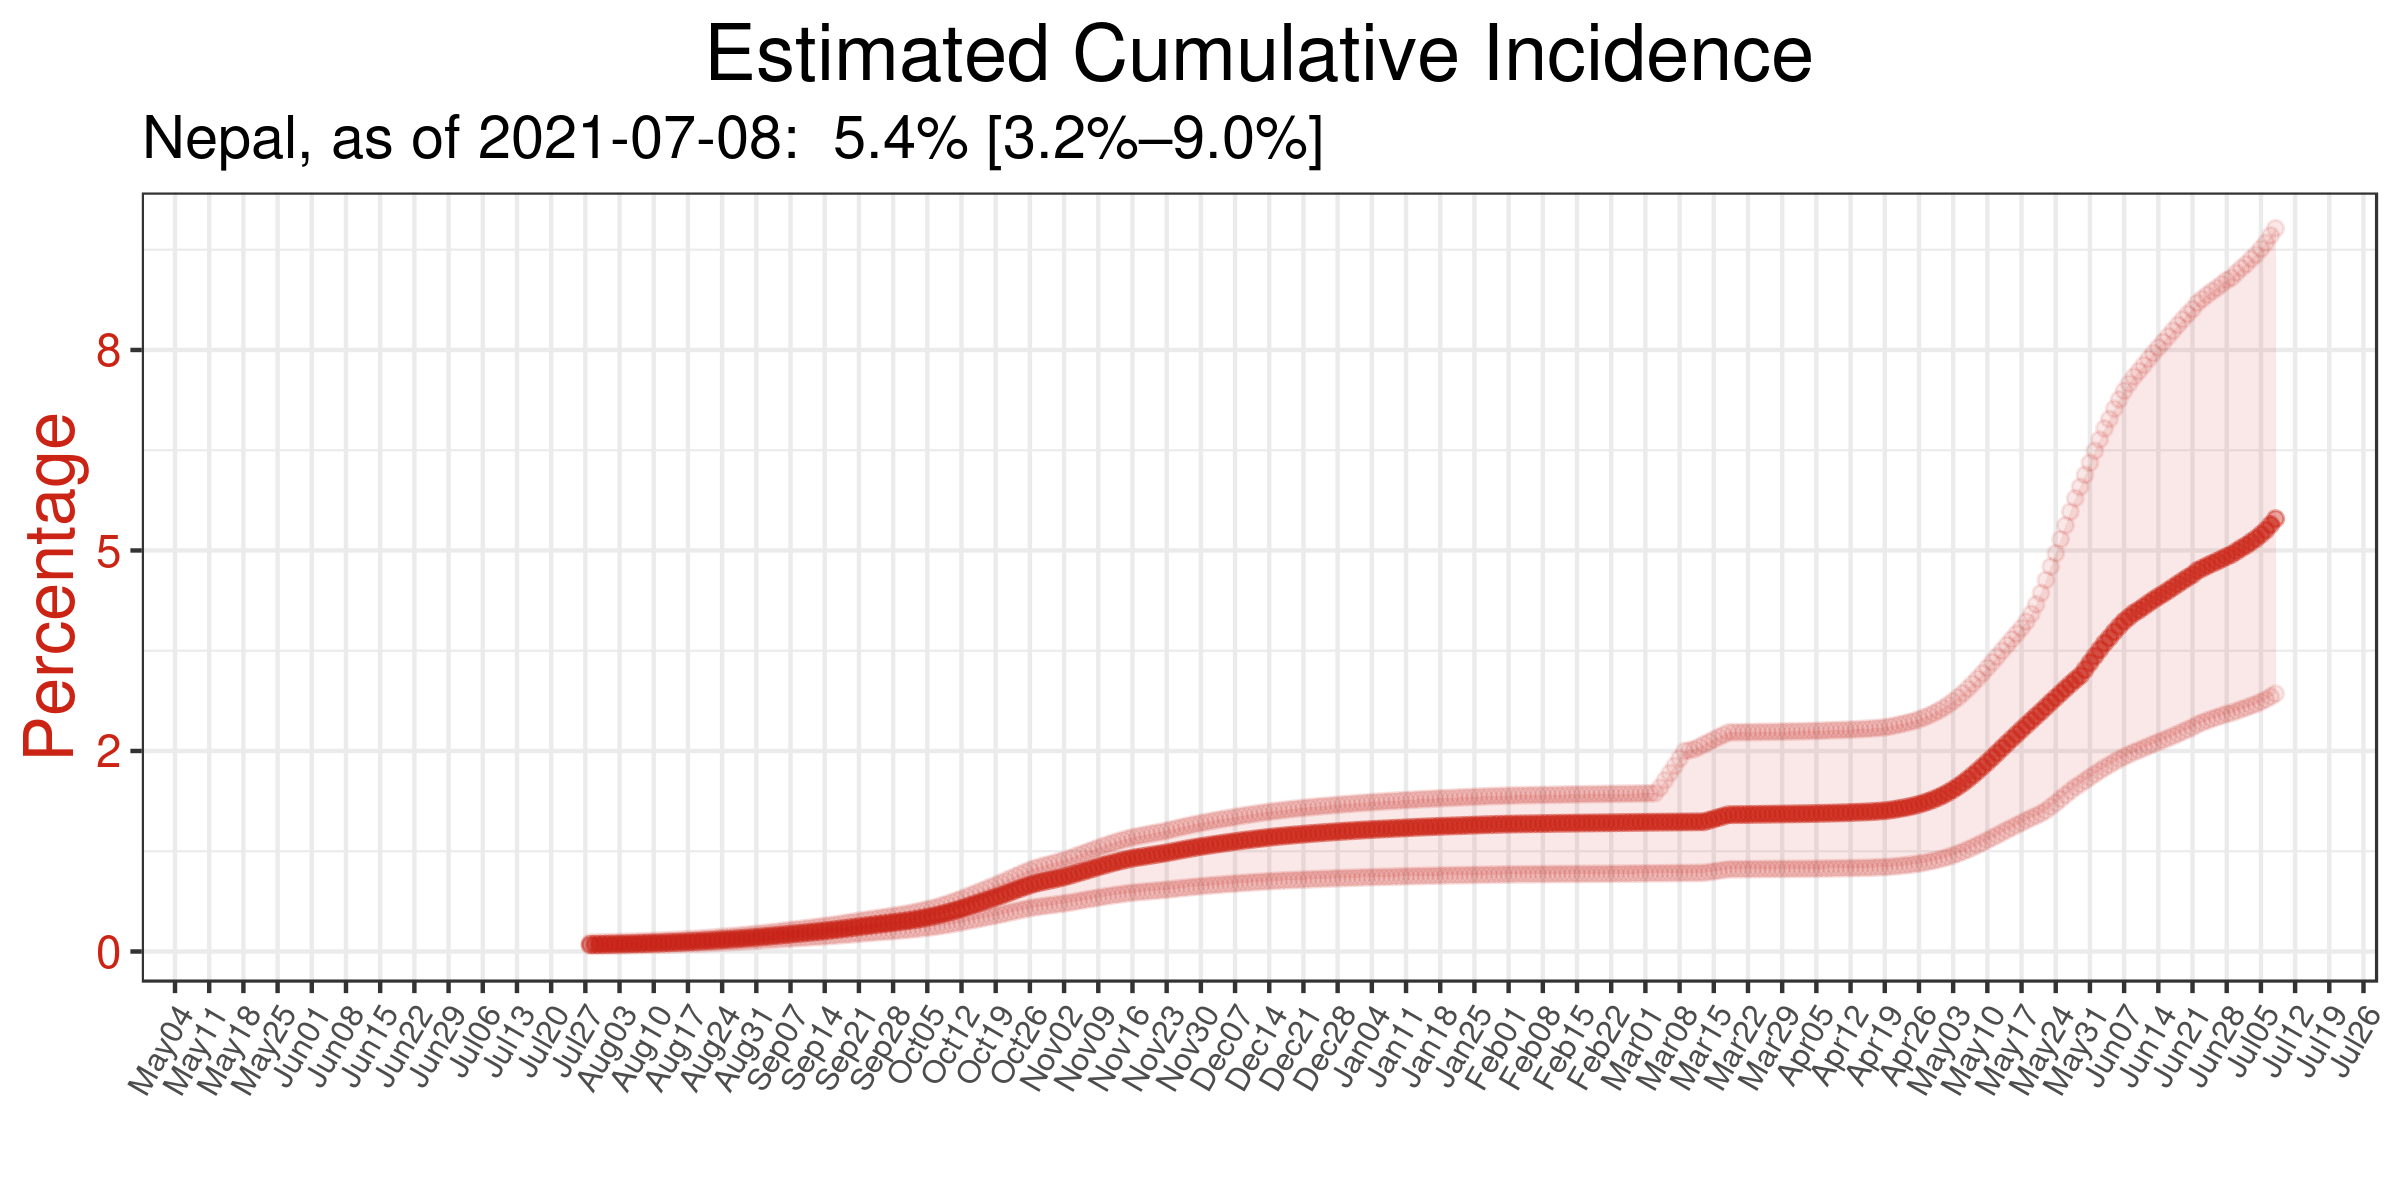 Estimated Cumulative Incidence
Nepal, as of 2021-07-08:  5.4% [3.2%–9.0%]
Percentage
8
5
2
0
May04
May11
May18
May25
Jun01
Jun08
Jun15
Jun22
Jun29
Jul06
Jul13
Jul20
Jul27
Aug03
Aug10
Aug17
Aug24
Aug31
Sep07
Sep14
Sep21
Sep28
Oct05
Oct12
Oct19
Oct26
Nov02
Nov09
Nov16
Nov23
Nov30
Dec07
Dec14
Dec21
Dec28
Jan04
Jan11
Jan18
Jan25
Feb01
Feb08
Feb15
Feb22
Mar01
Mar08
Mar15
Mar22
Mar29
Apr05
Apr12
Apr19
Apr26
May03
May10
May17
May24
May31
Jun07
Jun14
Jun21
Jun28
Jul05
Jul12
Jul19
Jul26